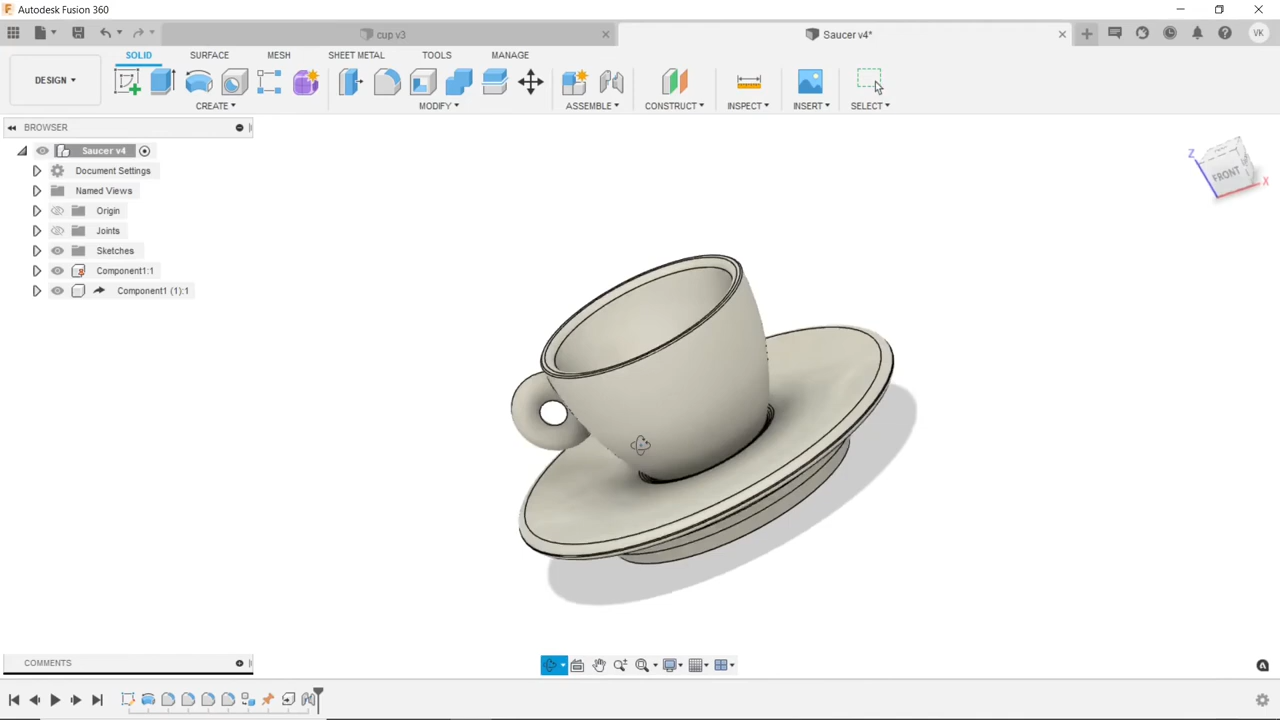 Autodesk Fusion 360
cup v3
Saucer v4*
VK
DESIGN
SOLID SURFACE MESH SHEET METAL TOOLS MANAGE
CREATE MODIFY ASSEMBLE CONSTRUCT INSPECT INSERT SELECT
BROWSER
Saucer v4
Document Settings
Named Views
Origin
Joints
Sketches
Component1:1
Component1 (1):1
Z
FRONT
X
COMMENTS